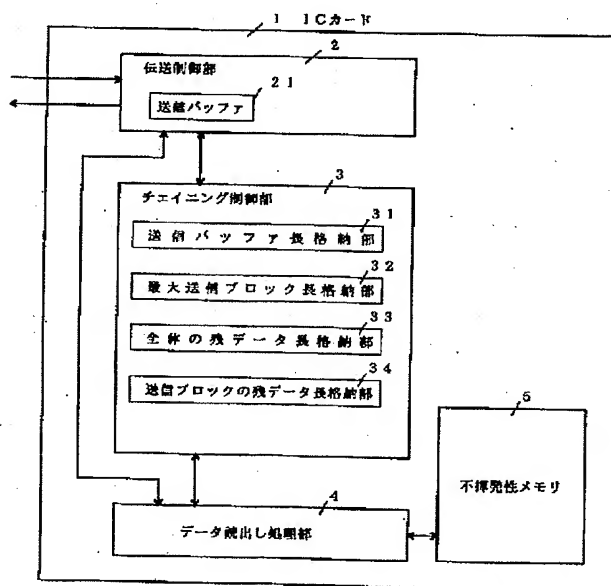 1 ICカード
2
伝送制御部
21
送信バッファ
3
チェイニング制御部
31
送信バッファ長格納部
32
最大送信ブロック長格納部
33
全体の残データ長格納部
34
送信ブロックの残データ長格納部
4
データ読出し処理部
5
不揮発性メモリ